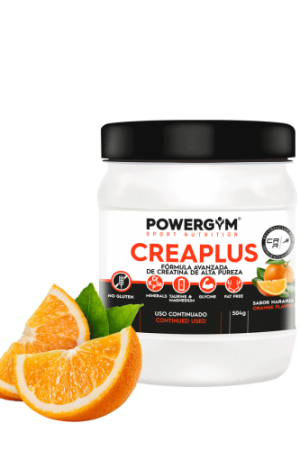 POWERGYM®
SPORT NUTRITION
CREAPLUS
FÓRMULA AVANZADA
DE CREATINA DE ALTA PUREZA
NO GLUTEN
MINERALS
TAURINE &
MAGNESIUM
GLYCINE
FAT FREE
SABOR NARANJA
ORANGE FLAVOUR
USO CONTINUADO
CONTINUED USED
504g